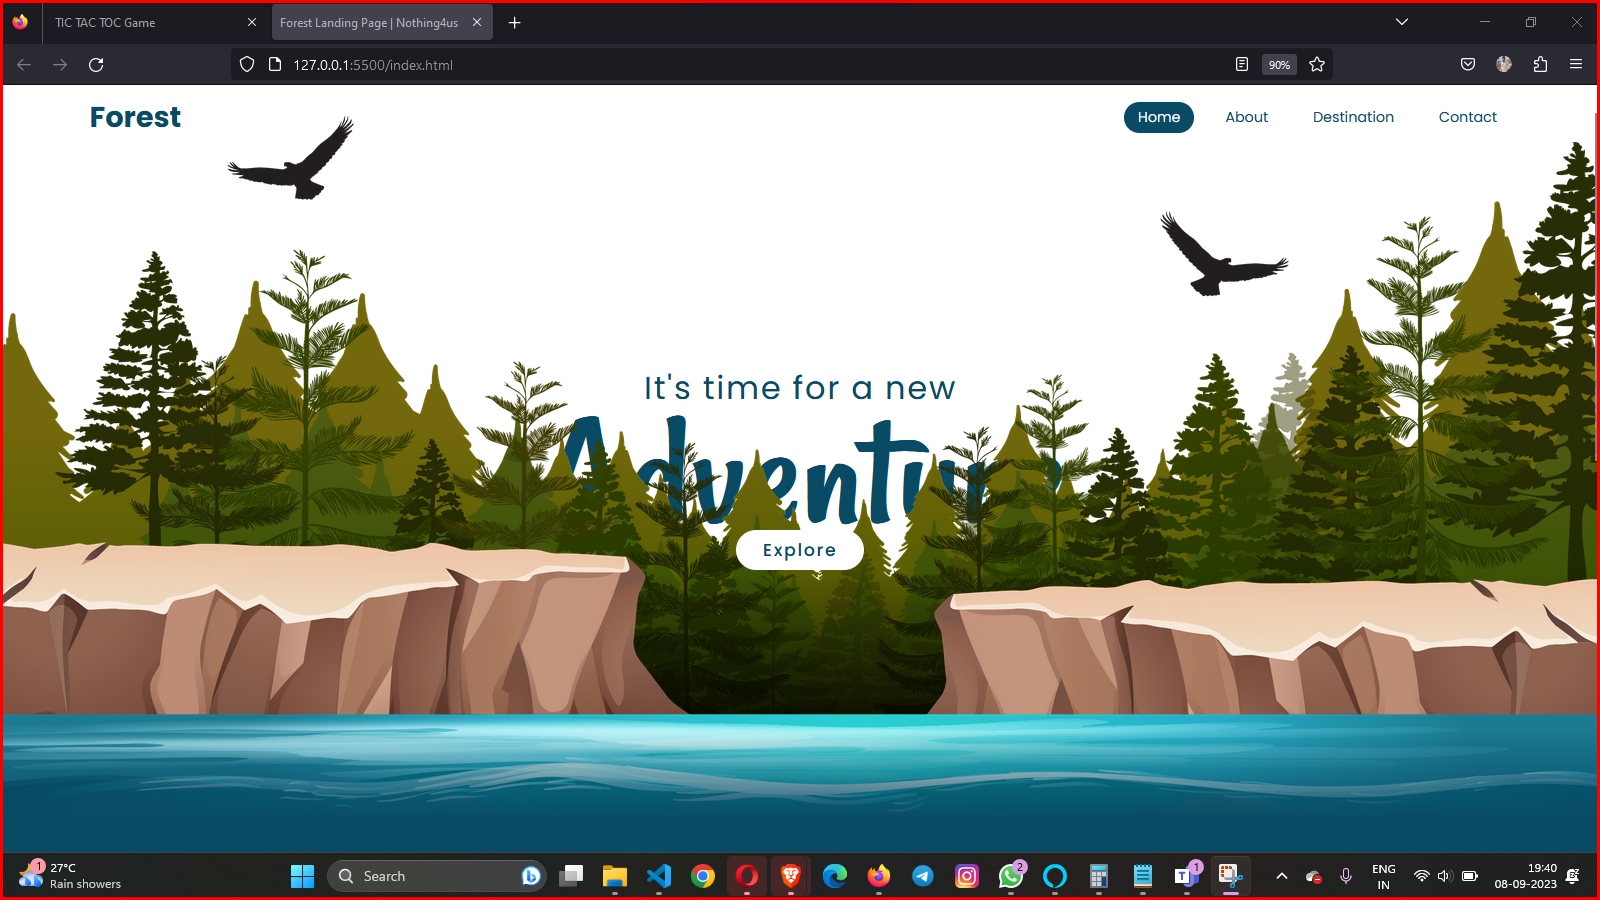 TIC TAC TOC Game
Forest Landing Page | Nothing4us
127.0.0.1:5500/index.html
90%
Forest
Home
About
Destination
Contact
It's time for a new
Adventure
Explore
1
27°C
Rain showers
Search
2
T
1
ENG
IN
19:40
08-09-2023